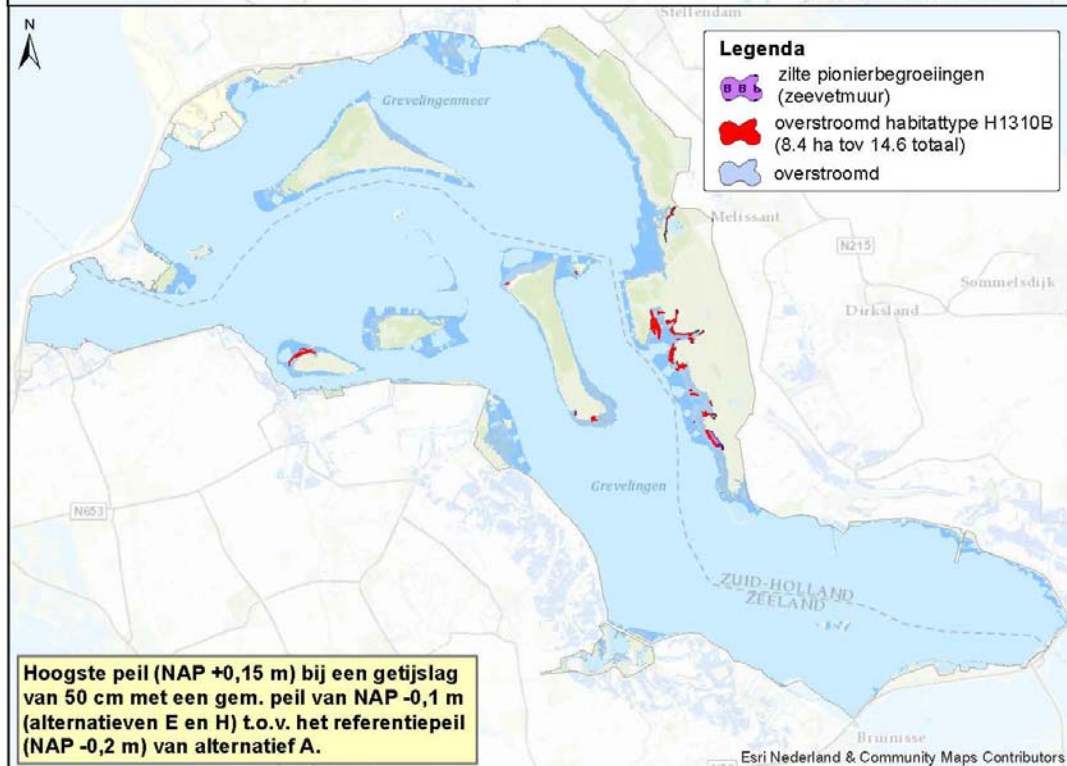 N
Stellendam
Legenda
B B b
zilte pionierbegroeiingen
(zeevetmuur)
overstroomd habitattype H1310B
(8.4 ha tov 14.6 totaal)
overstroomd
Grevelingenmeer
Melissant
N215
Sommelsdijk
Dirksland
Grevelingen
N653
ZUID-HOLLAND
ZEELAND
Hoogste peil (NAP +0,15 m) bij een getijslag
van 50 cm met een gem. peil van NAP -0,1 m
(alternatieven E en H) t.o.v. het referentiepeil
(NAP -0,2 m) van alternatief A.
Bruinisse
Esri Nederland & Community Maps Contributors